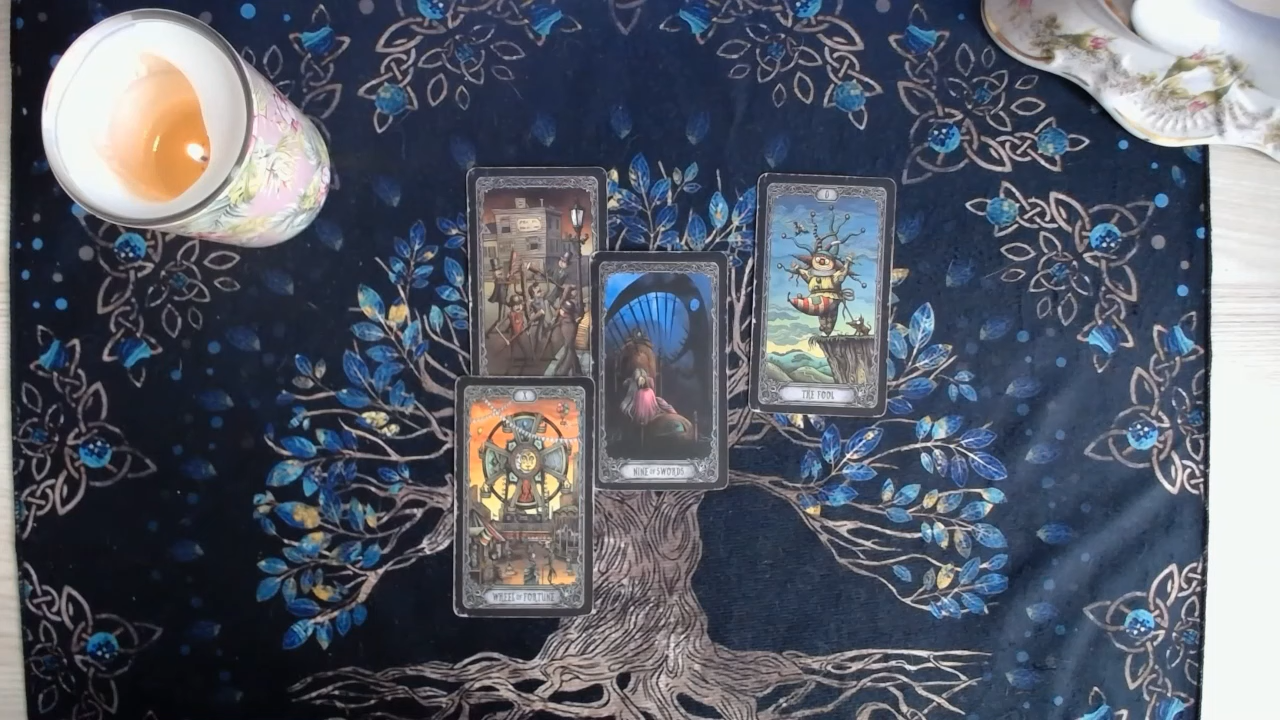 0
THE FOOL
NINE OF SWORDS
X
WHEEL OF FORTUNE